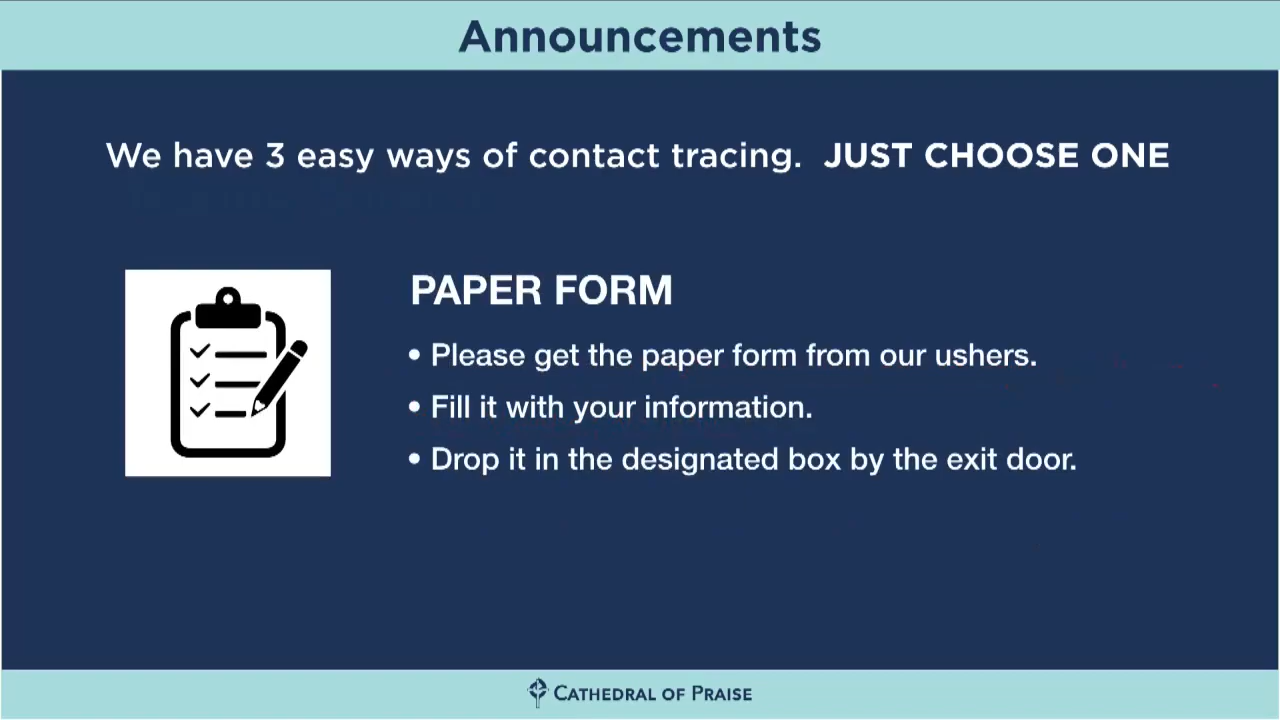 Announcements
We have 3 easy ways of contact tracing. JUST CHOOSE ONE
PAPER FORM
• Please get the paper form from our ushers.
• Fill it with your information.
• Drop it in the designated box by the exit door.
CATHEDRAL OF PRAISE